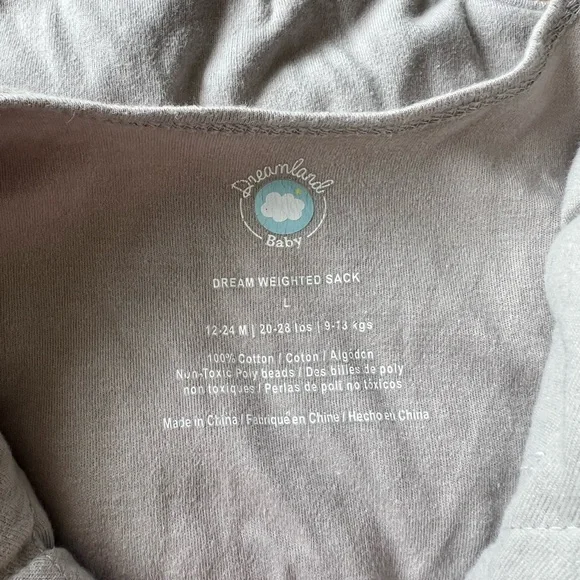 Dreamland
Baby
DREAM WEIGHTED SACK
L
12-24 M | 20-28 lbs | 9-13 kgs
100% Cotton / Coton / Algodon
Non-Toxic Poly beads / Des billes de poly
non toxiques / Perlas de poli no tóxicos
Made in China / Fabriqué en Chine / Hecho en China